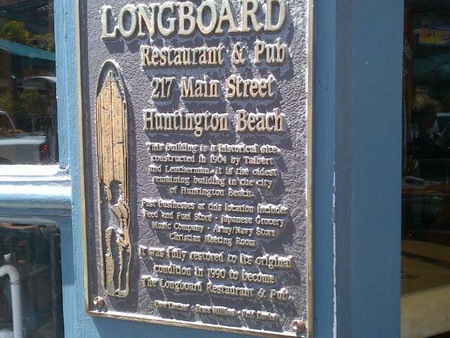 LONGBOARD
Restaurant & Pub
217 Main Street
Huntington Beach
This building is a historical site,
constructed in 1904 by Talbert
and Leatherman · It is the oldest
remaining building in the city
of Huntington Beach.
Past businesses at this location include:
Feed and Fuel Store · Japanese Grocery
Music Company · Army/Navy Store
Christian Meeting Room
It was fully restored to its original
condition in 1990 to become
The Longboard Restaurant & Pub.